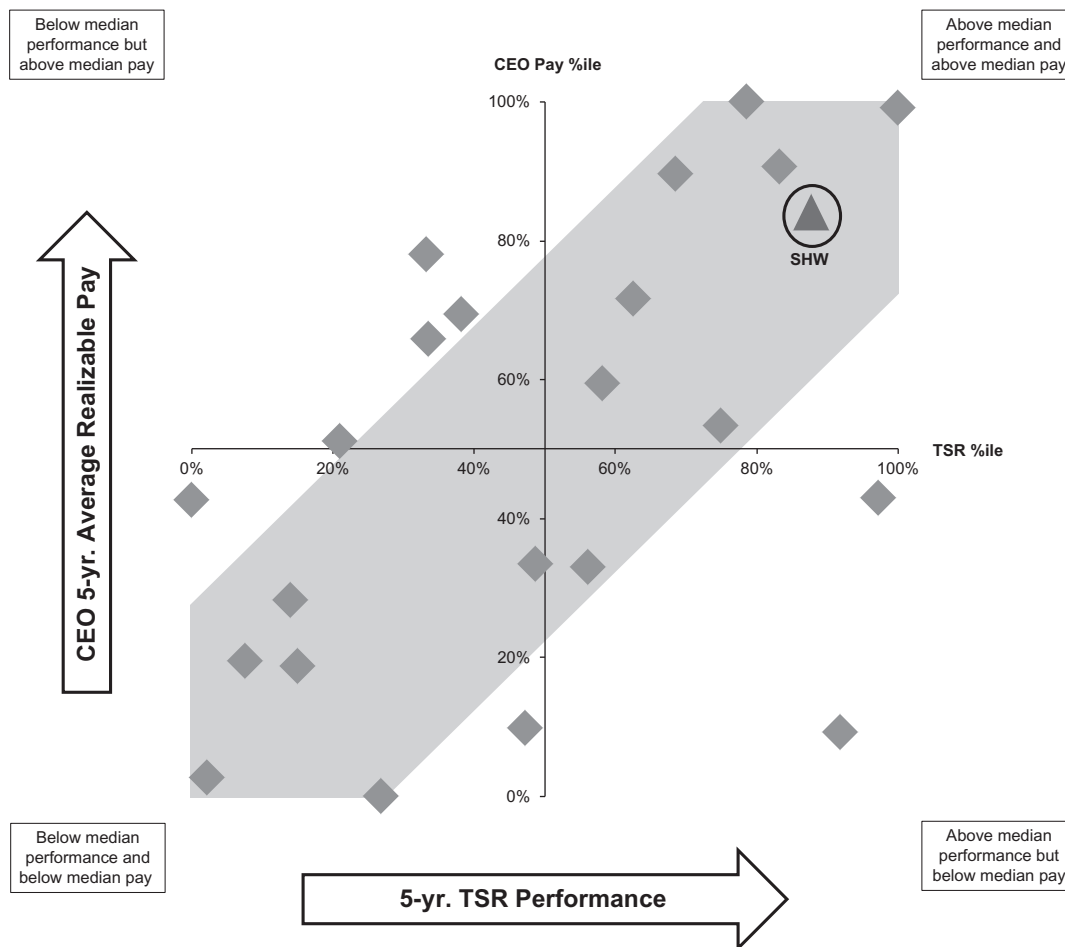 Below median
performance but
above median pay
Above median
performance and
above median pay
CEO Pay %ile
100%
80%
SHW
60%
CEO 5-yr. Average Realizable Pay
0%
20%
40%
60%
80%
100%
TSR %ile
40%
20%
0%
Below median
performance and
below median pay
Above median
performance but
below median pay
5-yr. TSR Performance